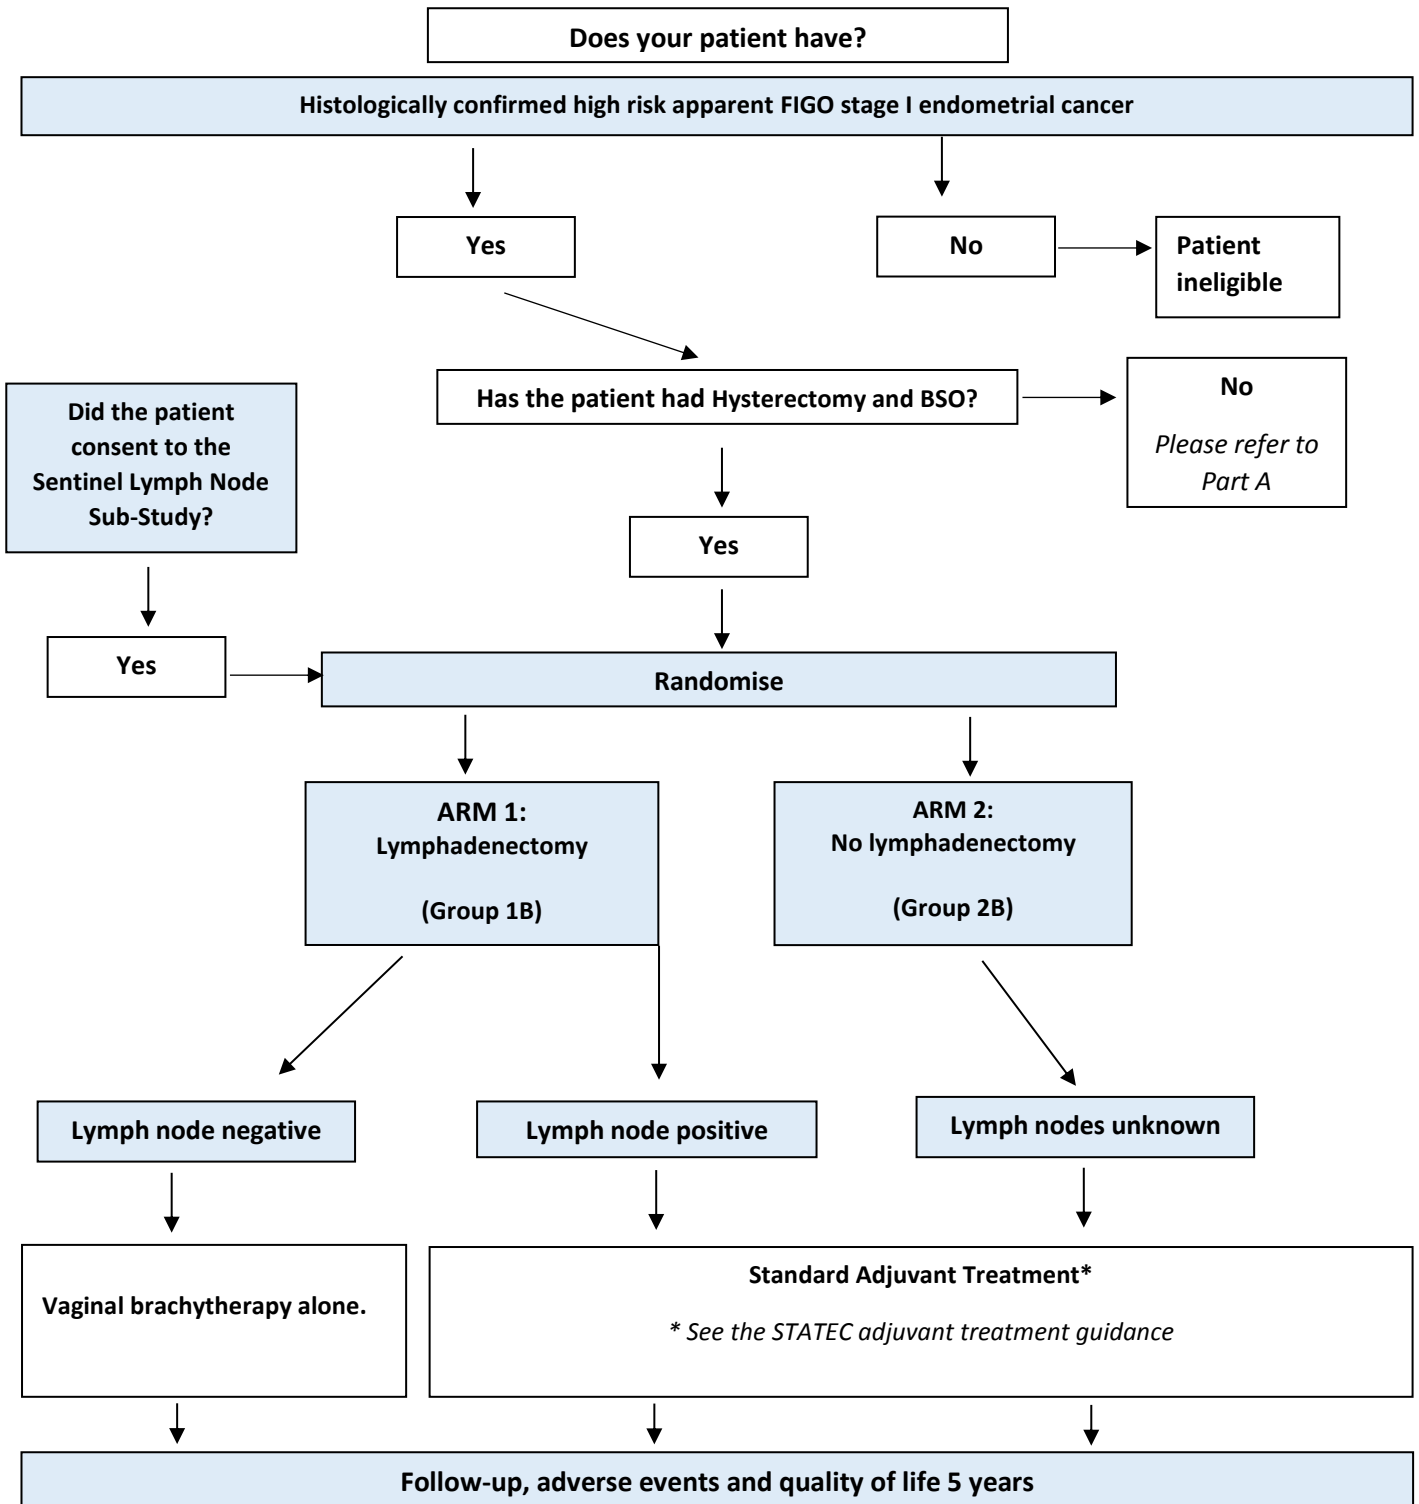 Does your patient have?
Histologically confirmed high risk apparent FIGO stage I endometrial cancer
Yes
No
Patient
ineligible
Has the patient had Hysterectomy and BSO?
No
Please refer to
Part A
Did the patient
consent to the
Sentinel Lymph Node
Sub-Study?
Yes
Yes
Randomise
ARM 1:
Lymphadenectomy
(Group 1B)
ARM 2:
No lymphadenectomy
(Group 2B)
Lymph node negative
Lymph node positive
Lymph nodes unknown
Vaginal brachytherapy alone.
Standard Adjuvant Treatment*
* See the STATEC adjuvant treatment guidance
Follow-up, adverse events and quality of life 5 years